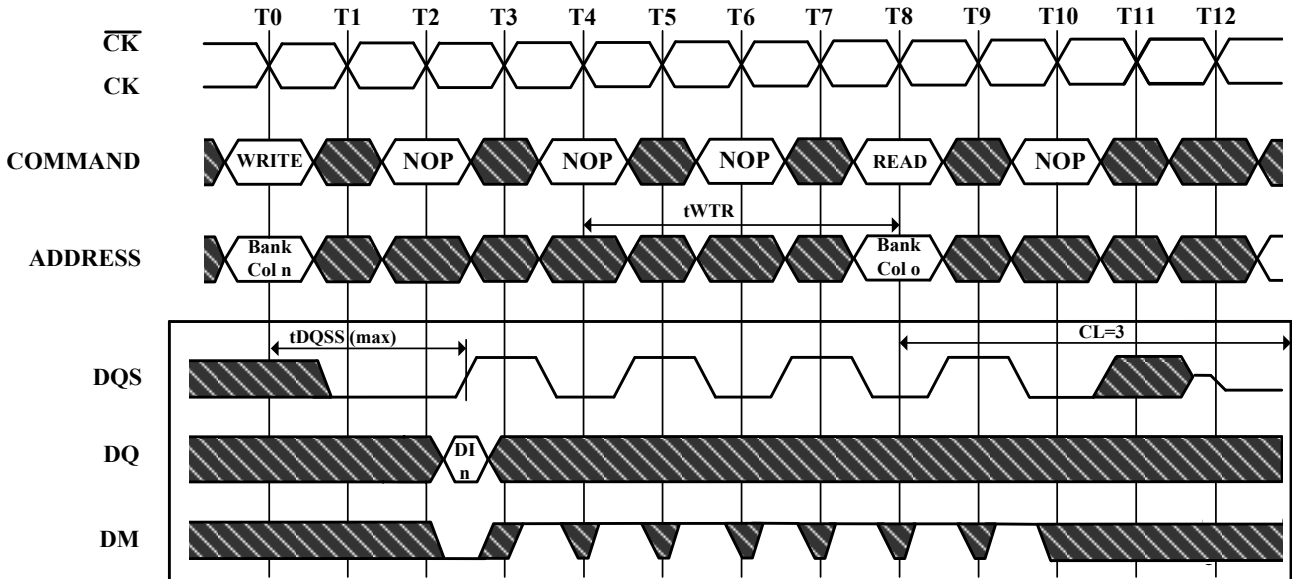 T0 T1 T2 T3 T4 T5 T6 T7 T8 T9 T10 T11 T12
CK
CK
COMMAND WRITE NOP NOP NOP READ NOP
tWTR
ADDRESS Bank Col n Bank Col o
tDQSS (max) CL=3
DQS
DQ DI n
DM